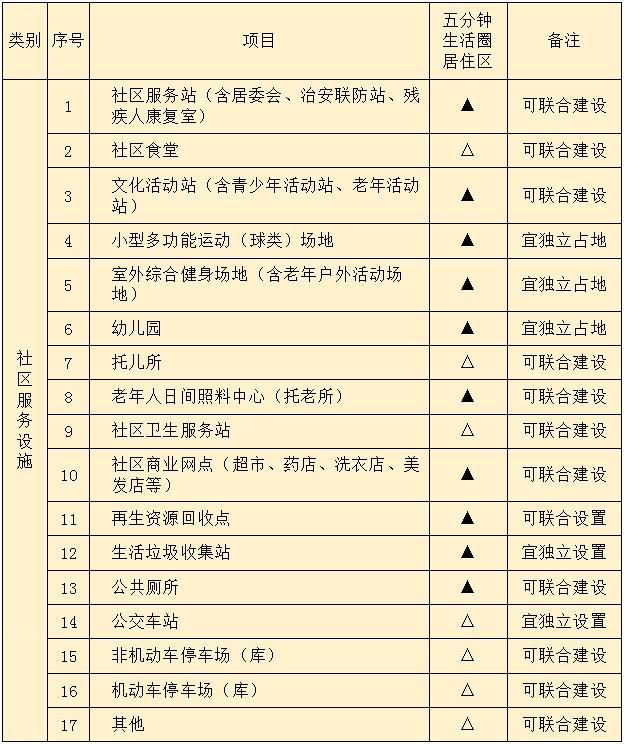 类别 序号 项目 五分钟生活圈居住区 备注
社区服务设施
1 社区服务站（含居委会、治安联防站、残疾人康复室） ▲ 可联合建设
2 社区食堂 △ 可联合建设
3 文化活动站（含青少年活动站、老年活动站） ▲ 可联合建设
4 小型多功能运动（球类）场地 ▲ 宜独立占地
5 室外综合健身场地（含老年户外活动场地） ▲ 宜独立占地
6 幼儿园 ▲ 宜独立占地
7 托儿所 △ 可联合建设
8 老年人日间照料中心（托老所） ▲ 可联合建设
9 社区卫生服务站 △ 可联合建设
10 社区商业网点（超市、药店、洗衣店、美发店等） ▲ 可联合建设
11 再生资源回收点 ▲ 可联合设置
12 生活垃圾收集站 ▲ 宜独立设置
13 公共厕所 ▲ 可联合建设
14 公交车站 △ 宜独立设置
15 非机动车停车场（库） △ 可联合建设
16 机动车停车场（库） △ 可联合建设
17 其他 △ 可联合建设